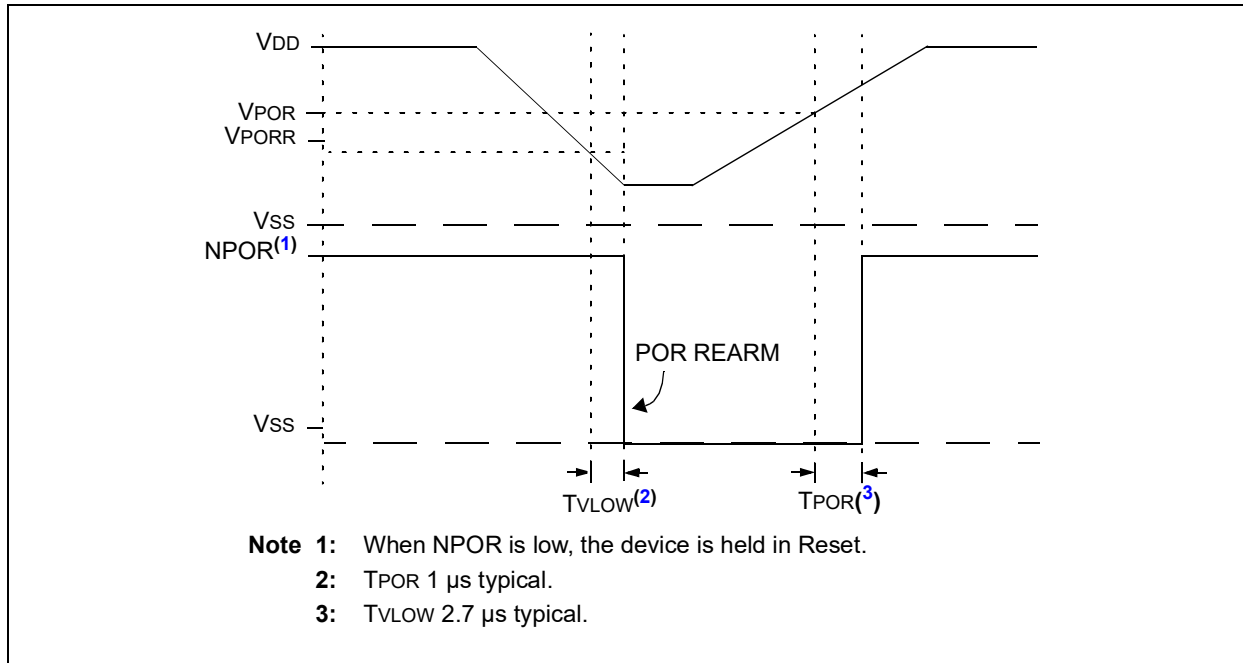 VDD
VPOR
VPORR
VSS
NPOR(1)
POR REARM
VSS
TVLOW(2)
TPOR(3)
Note 1: When NPOR is low, the device is held in Reset.
2: TPOR 1 µs typical.
3: TVLOW 2.7 µs typical.